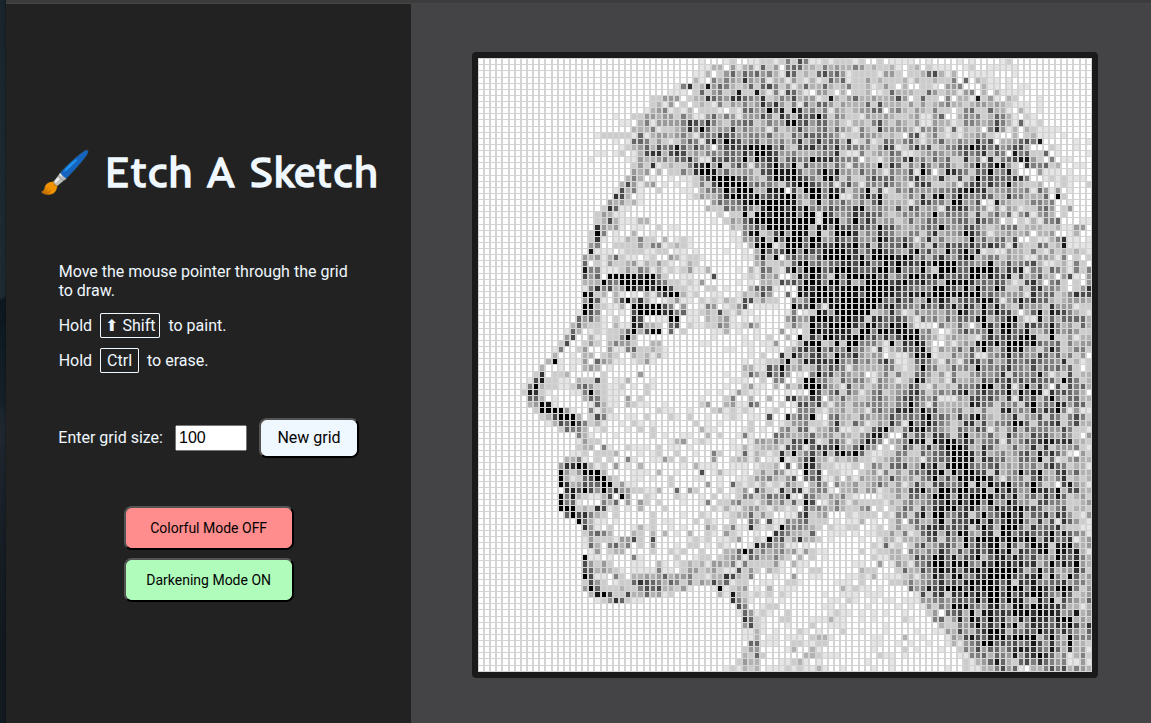 🖌️ Etch A Sketch
Move the mouse pointer through the grid
to draw.
Hold ⬆ Shift to paint.
Hold Ctrl to erase.
Enter grid size: 100 New grid
Colorful Mode OFF
Darkening Mode ON